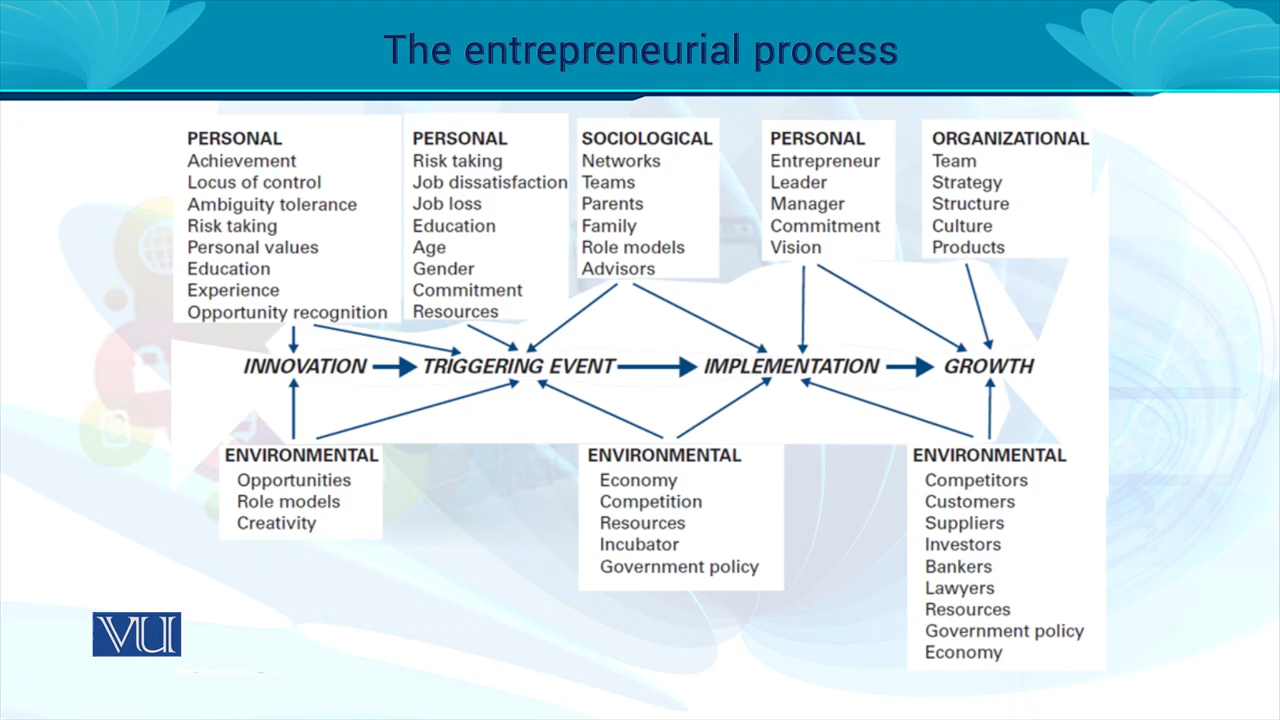 The entrepreneurial process
PERSONAL
Achievement
Locus of control
Ambiguity tolerance
Risk taking
Personal values
Education
Experience
Opportunity recognition
PERSONAL
Risk taking
Job dissatisfaction
Job loss
Education
Age
Gender
Commitment
Resources
SOCIOLOGICAL
Networks
Teams
Parents
Family
Role models
Advisors
PERSONAL
Entrepreneur
Leader
Manager
Commitment
Vision
ORGANIZATIONAL
Team
Strategy
Structure
Culture
Products
INNOVATION
TRIGGERING EVENT
IMPLEMENTATION
GROWTH
ENVIRONMENTAL
Opportunities
Role models
Creativity
ENVIRONMENTAL
Economy
Competition
Resources
Incubator
Government policy
ENVIRONMENTAL
Competitors
Customers
Suppliers
Investors
Bankers
Lawyers
Resources
Government policy
Economy
VU